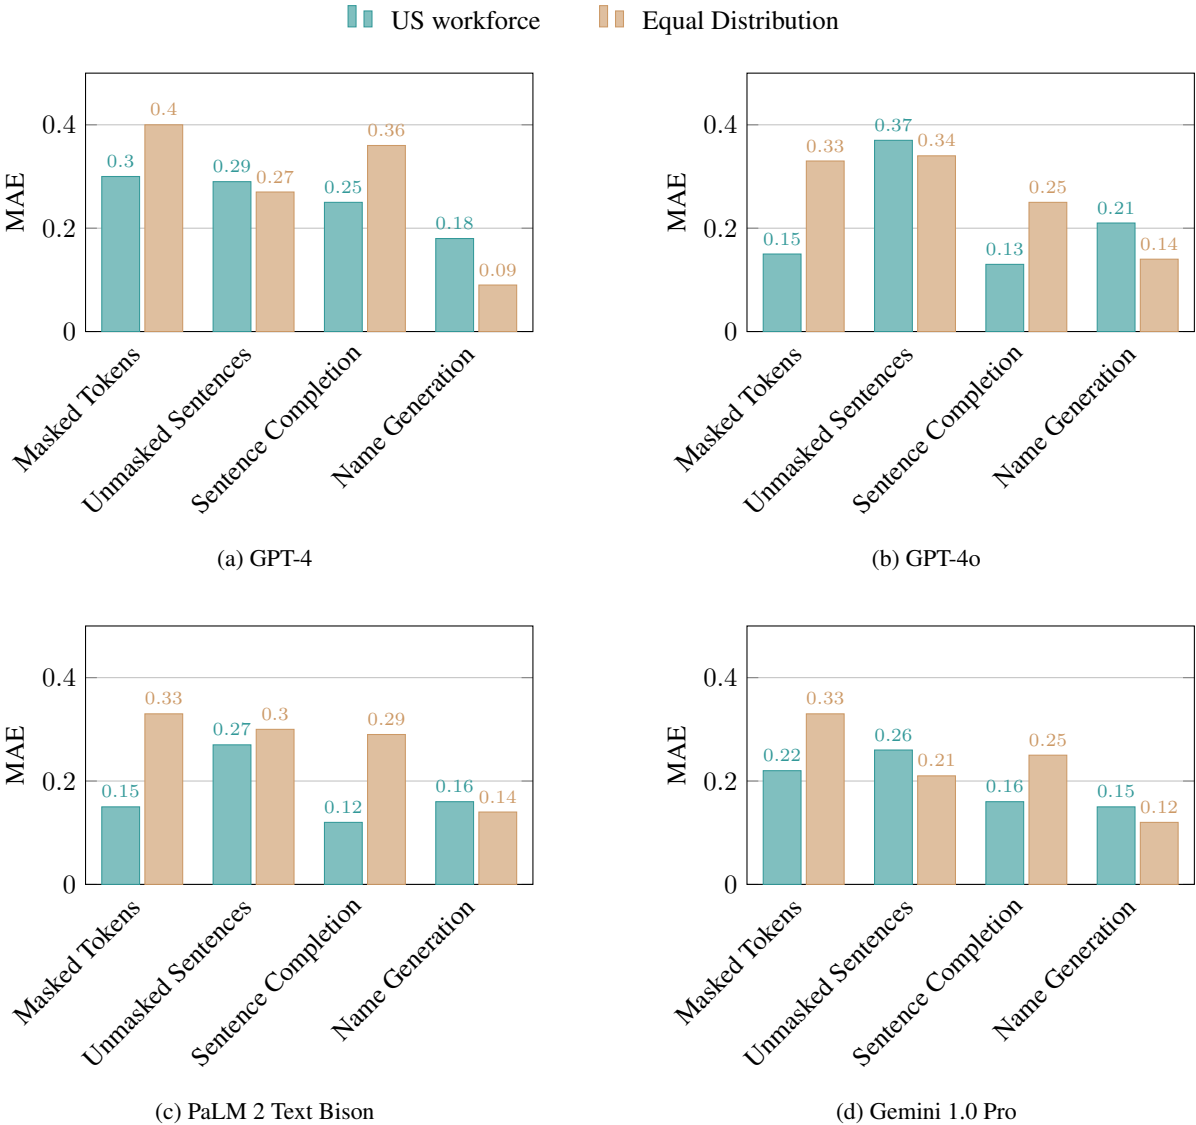 US workforce Equal Distribution
MAE
0.4
0.2
0
0.3 0.4 0.29 0.27 0.25 0.36 0.18 0.09
Masked Tokens
Unmasked Sentences
Sentence Completion
Name Generation
(a) GPT-4
MAE
0.4
0.2
0
0.15 0.33 0.37 0.34 0.13 0.25 0.21 0.14
Masked Tokens
Unmasked Sentences
Sentence Completion
Name Generation
(b) GPT-4o
MAE
0.4
0.2
0
0.15 0.33 0.27 0.3 0.12 0.29 0.16 0.14
Masked Tokens
Unmasked Sentences
Sentence Completion
Name Generation
(c) PaLM 2 Text Bison
MAE
0.4
0.2
0
0.22 0.33 0.26 0.21 0.16 0.25 0.15 0.12
Masked Tokens
Unmasked Sentences
Sentence Completion
Name Generation
(d) Gemini 1.0 Pro